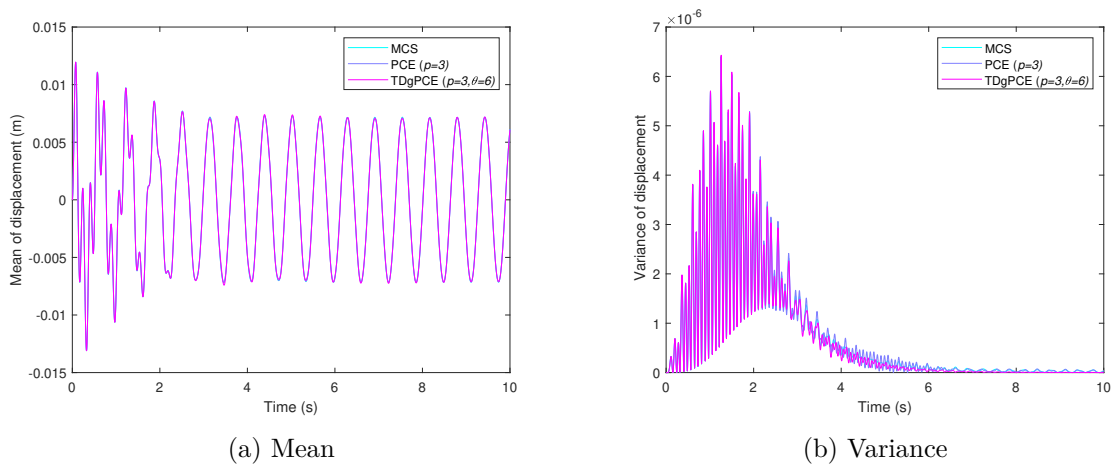 0.015
0.01
0.005
0
-0.005
-0.01
-0.015
Mean of displacement (m)
0 2 4 6 8 10
Time (s)
MCS
PCE (p=3)
TDgPCE (p=3,θ=6)
(a) Mean
×10⁻⁶
7
6
5
4
3
2
1
0
Variance of displacement
0 2 4 6 8 10
Time (s)
MCS
PCE (p=3)
TDgPCE (p=3,θ=6)
(b) Variance